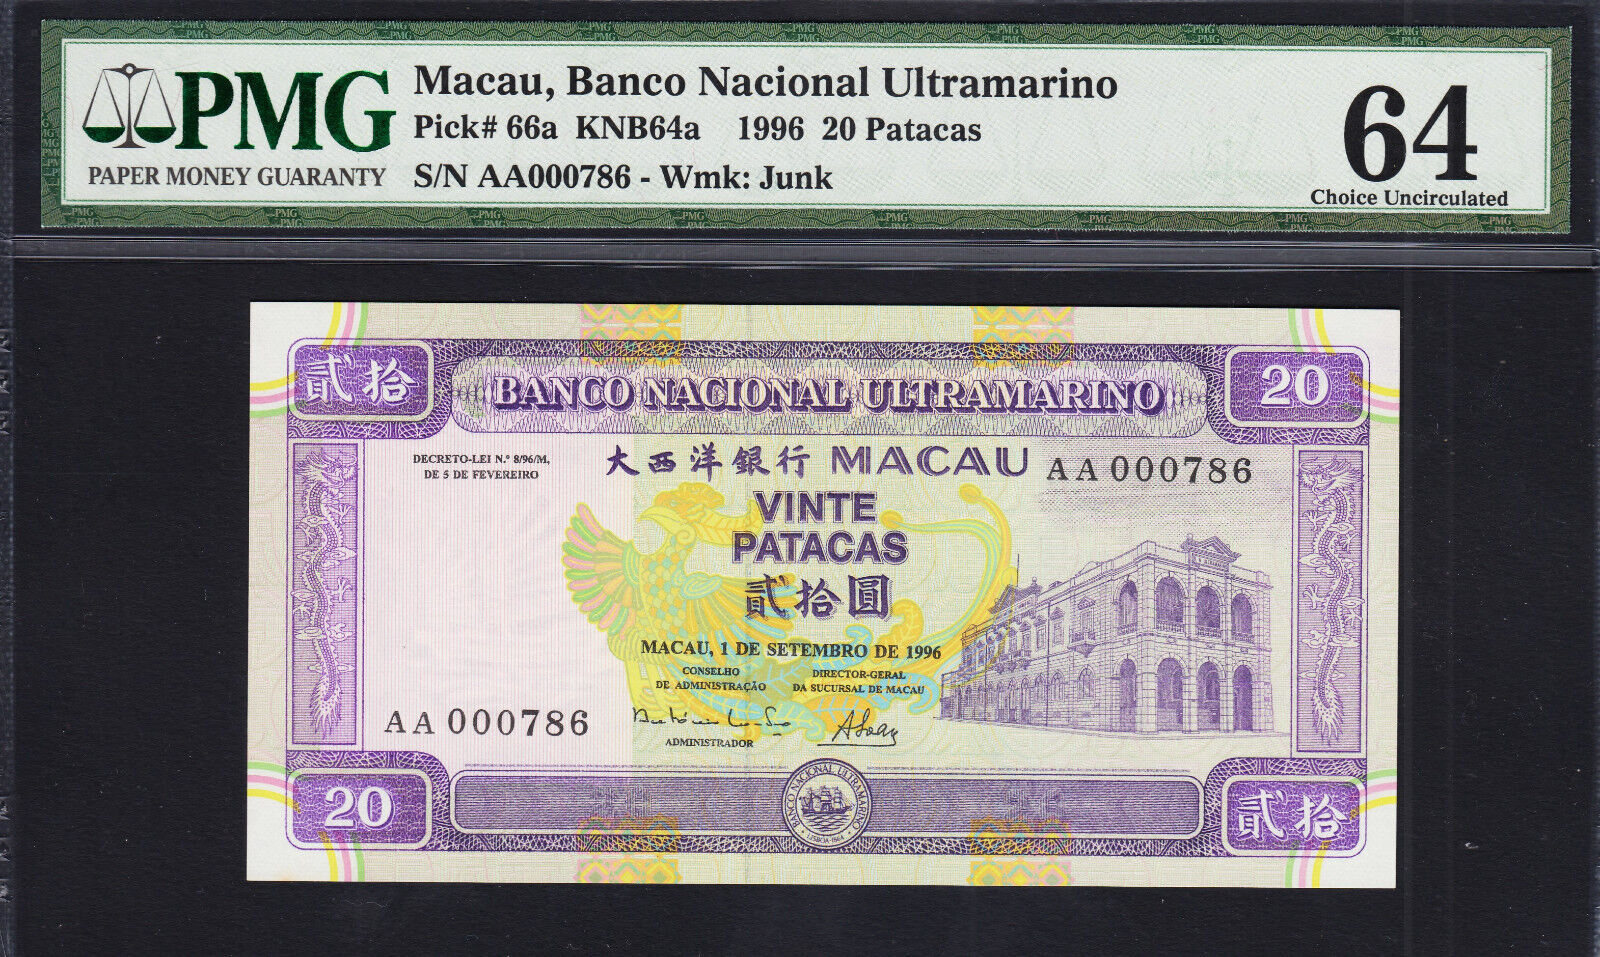 PMG
PAPER MONEY GUARANTY
Macau, Banco Nacional Ultramarino
Pick# 66a KNB64a 1996 20 Patacas
S/N AA000786 - Wmk: Junk
64
Choice Uncirculated
貳拾
BANCO NACIONAL ULTRAMARINO
20
DECRETO-LEI N.º 8/96/M,
DE 5 DE FEVEREIRO
大西洋銀行 MACAU
AA 000786
VINTE
PATACAS
貳拾圓
MACAU, 1 DE SETEMBRO DE 1996
CONSELHO
DE ADMINISTRAÇÃO
DIRECTOR-GERAL
DA SUCURSAL DE MACAU
AA 000786
ADMINISTRADOR
20
BANCO NACIONAL ULTRAMARINO
貳拾